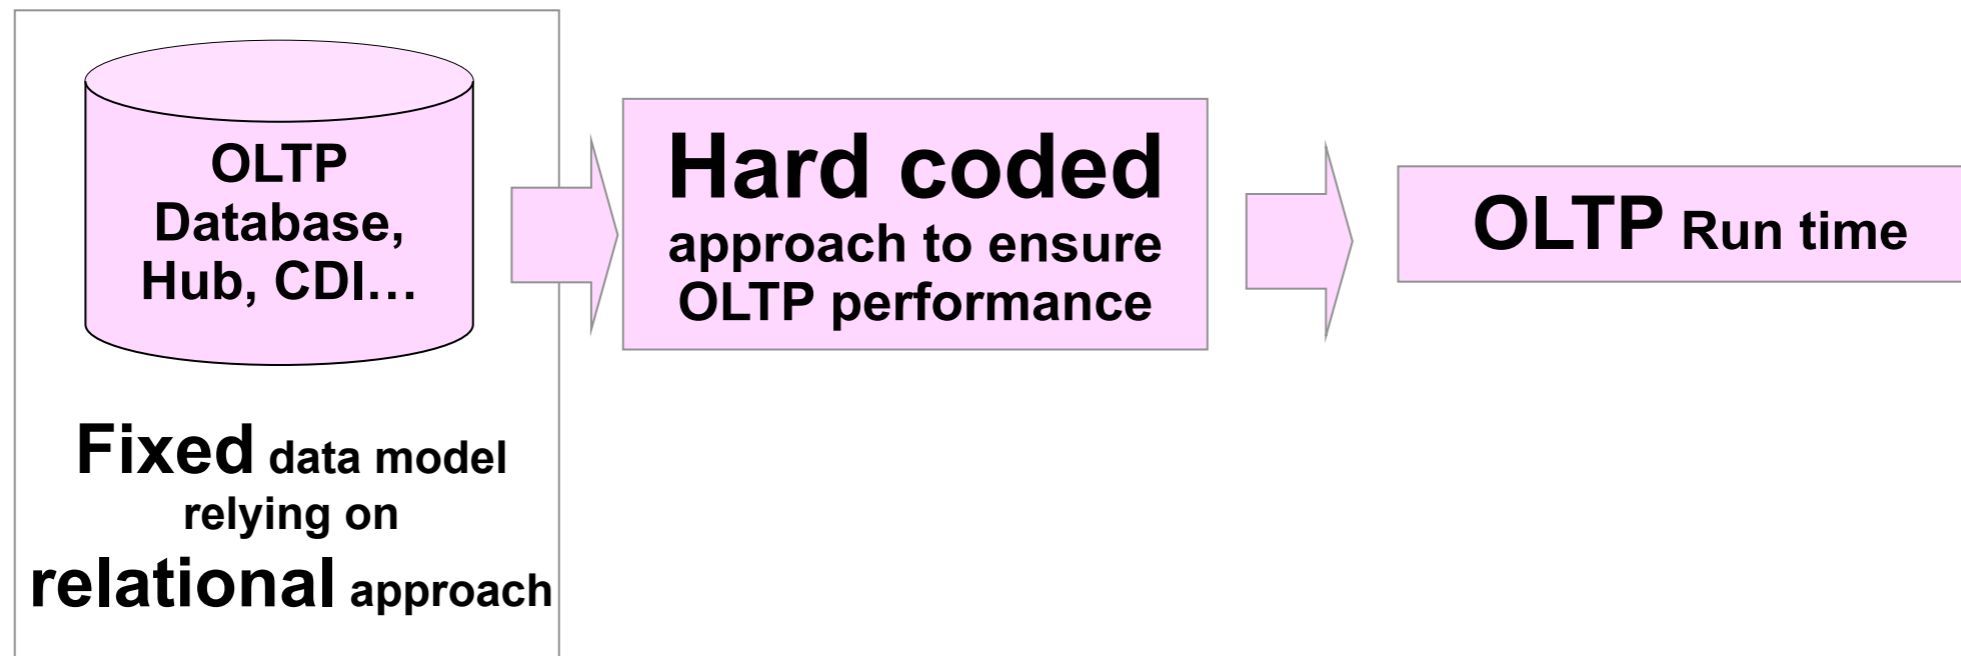 OLTP
Database,
Hub, CDI…
Fixed data model
relying on
relational approach
Hard coded
approach to ensure
OLTP performance
OLTP Run time